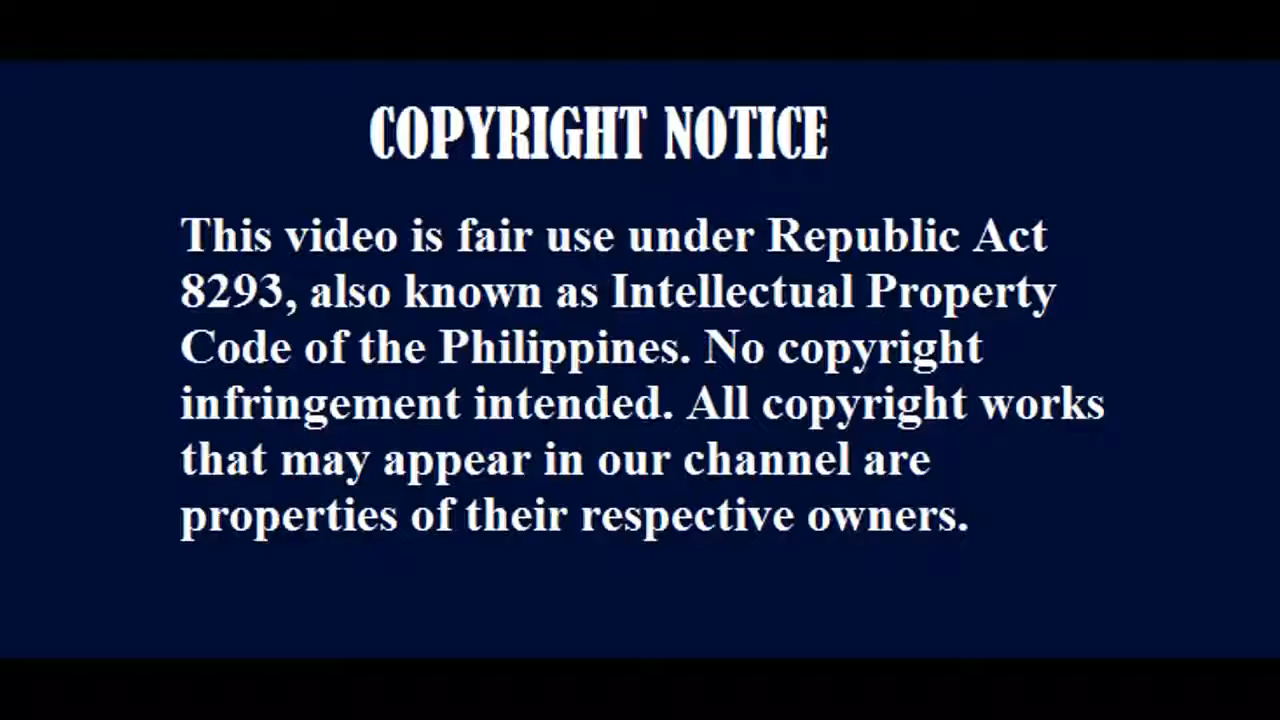 COPYRIGHT NOTICE
This video is fair use under Republic Act
8293, also known as Intellectual Property
Code of the Philippines. No copyright
infringement intended. All copyright works
that may appear in our channel are
properties of their respective owners.